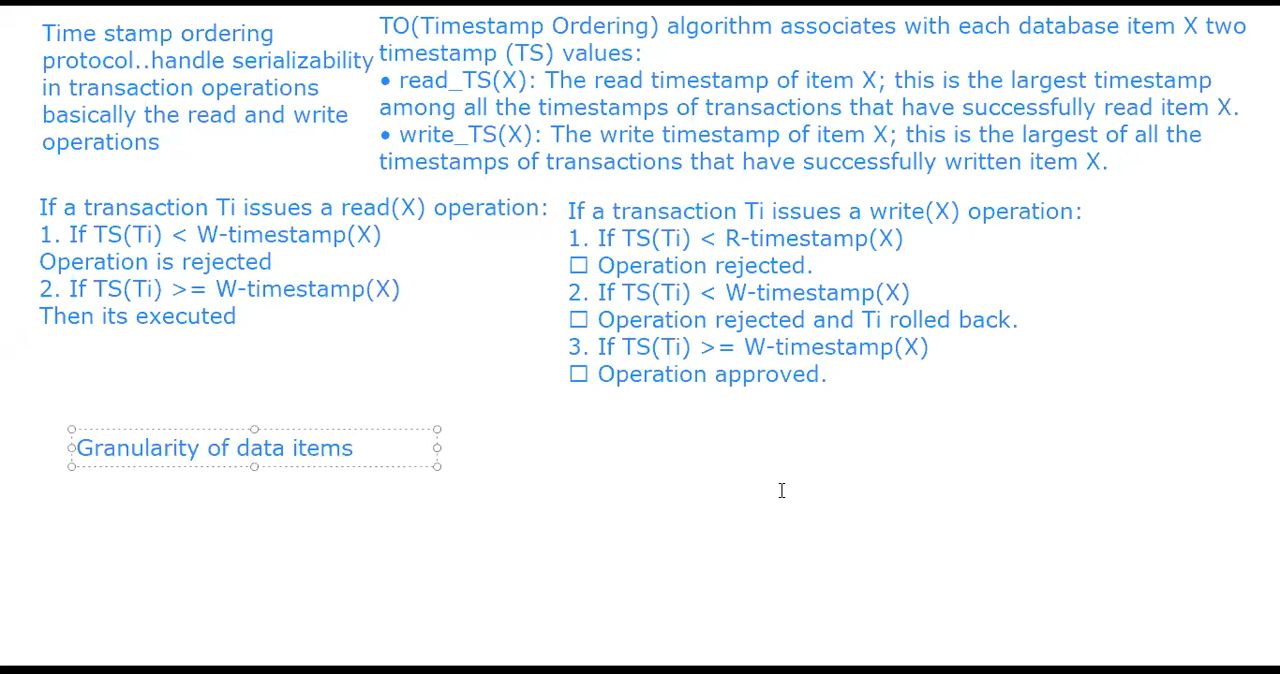 Time stamp ordering
protocol..handle serializability
in transaction operations
basically the read and write
operations
TO(Timestamp Ordering) algorithm associates with each database item X two
timestamp (TS) values:
• read_TS(X): The read timestamp of item X; this is the largest timestamp
among all the timestamps of transactions that have successfully read item X.
• write_TS(X): The write timestamp of item X; this is the largest of all the
timestamps of transactions that have successfully written item X.
If a transaction Ti issues a read(X) operation:
1. If TS(Ti) < W-timestamp(X)
Operation is rejected
2. If TS(Ti) >= W-timestamp(X)
Then its executed
If a transaction Ti issues a write(X) operation:
1. If TS(Ti) < R-timestamp(X)
☐ Operation rejected.
2. If TS(Ti) < W-timestamp(X)
☐ Operation rejected and Ti rolled back.
3. If TS(Ti) >= W-timestamp(X)
☐ Operation approved.
Granularity of data items